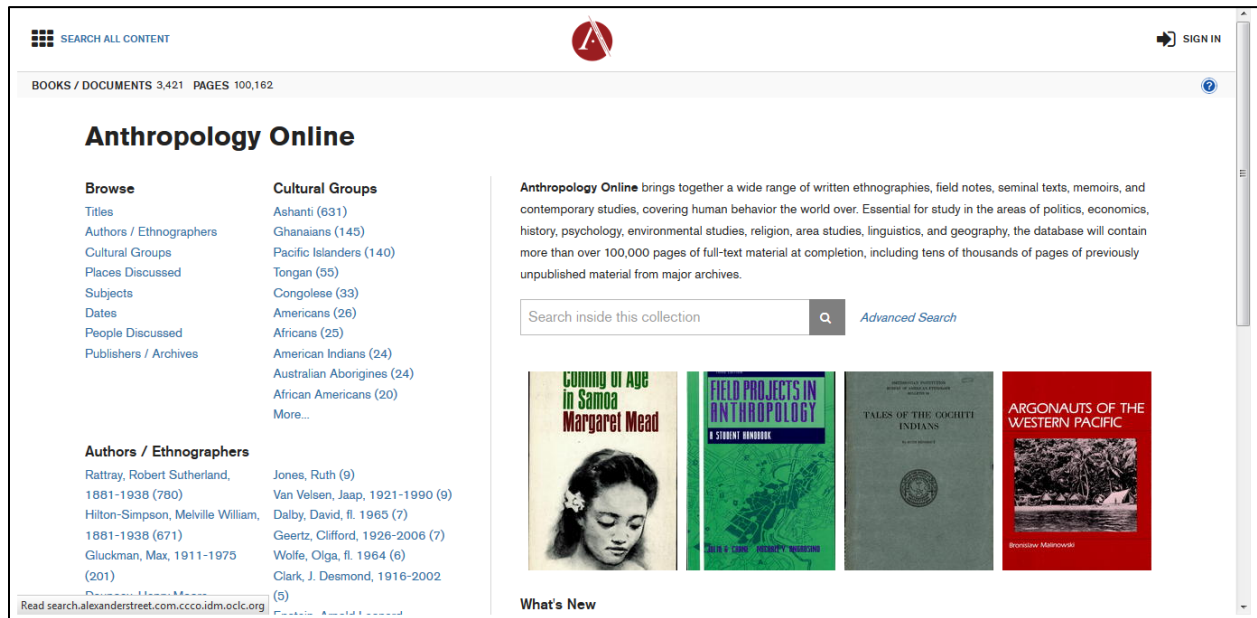 SEARCH ALL CONTENT
SIGN IN
BOOKS / DOCUMENTS 3,421 PAGES 100,162
?
Anthropology Online
Browse
Titles
Authors / Ethnographers
Cultural Groups
Places Discussed
Subjects
Dates
People Discussed
Publishers / Archives
Cultural Groups
Ashanti (631)
Ghanaians (145)
Pacific Islanders (140)
Tongan (55)
Congolese (33)
Americans (26)
Africans (25)
American Indians (24)
Australian Aborigines (24)
African Americans (20)
More...
Authors / Ethnographers
Rattray, Robert Sutherland,
1881-1938 (780)
Hilton-Simpson, Melville William,
1881-1938 (671)
Gluckman, Max, 1911-1975
(201)
Jones, Ruth (9)
Van Velsen, Jaap, 1921-1990 (9)
Dalby, David, fl. 1965 (7)
Geertz, Clifford, 1926-2006 (7)
Wolfe, Olga, fl. 1964 (6)
Clark, J. Desmond, 1916-2002
(5)
Anthropology Online brings together a wide range of written ethnographies, field notes, seminal texts, memoirs, and
contemporary studies, covering human behavior the world over. Essential for study in the areas of politics, economics,
history, psychology, environmental studies, religion, area studies, linguistics, and geography, the database will contain
more than over 100,000 pages of full-text material at completion, including tens of thousands of pages of previously
unpublished material from major archives.
Search inside this collection
Advanced Search
Coming of Age
in Samoa
Margaret Mead
FIELD PROJECTS IN
ANTHROPOLOGY
A STUDENT HANDBOOK
TALES OF THE COCHITI
INDIANS
ARGONAUTS OF THE
WESTERN PACIFIC
Bronislaw Malinowski
What's New
Read search.alexanderstreet.com.ccco.idm.oclc.org